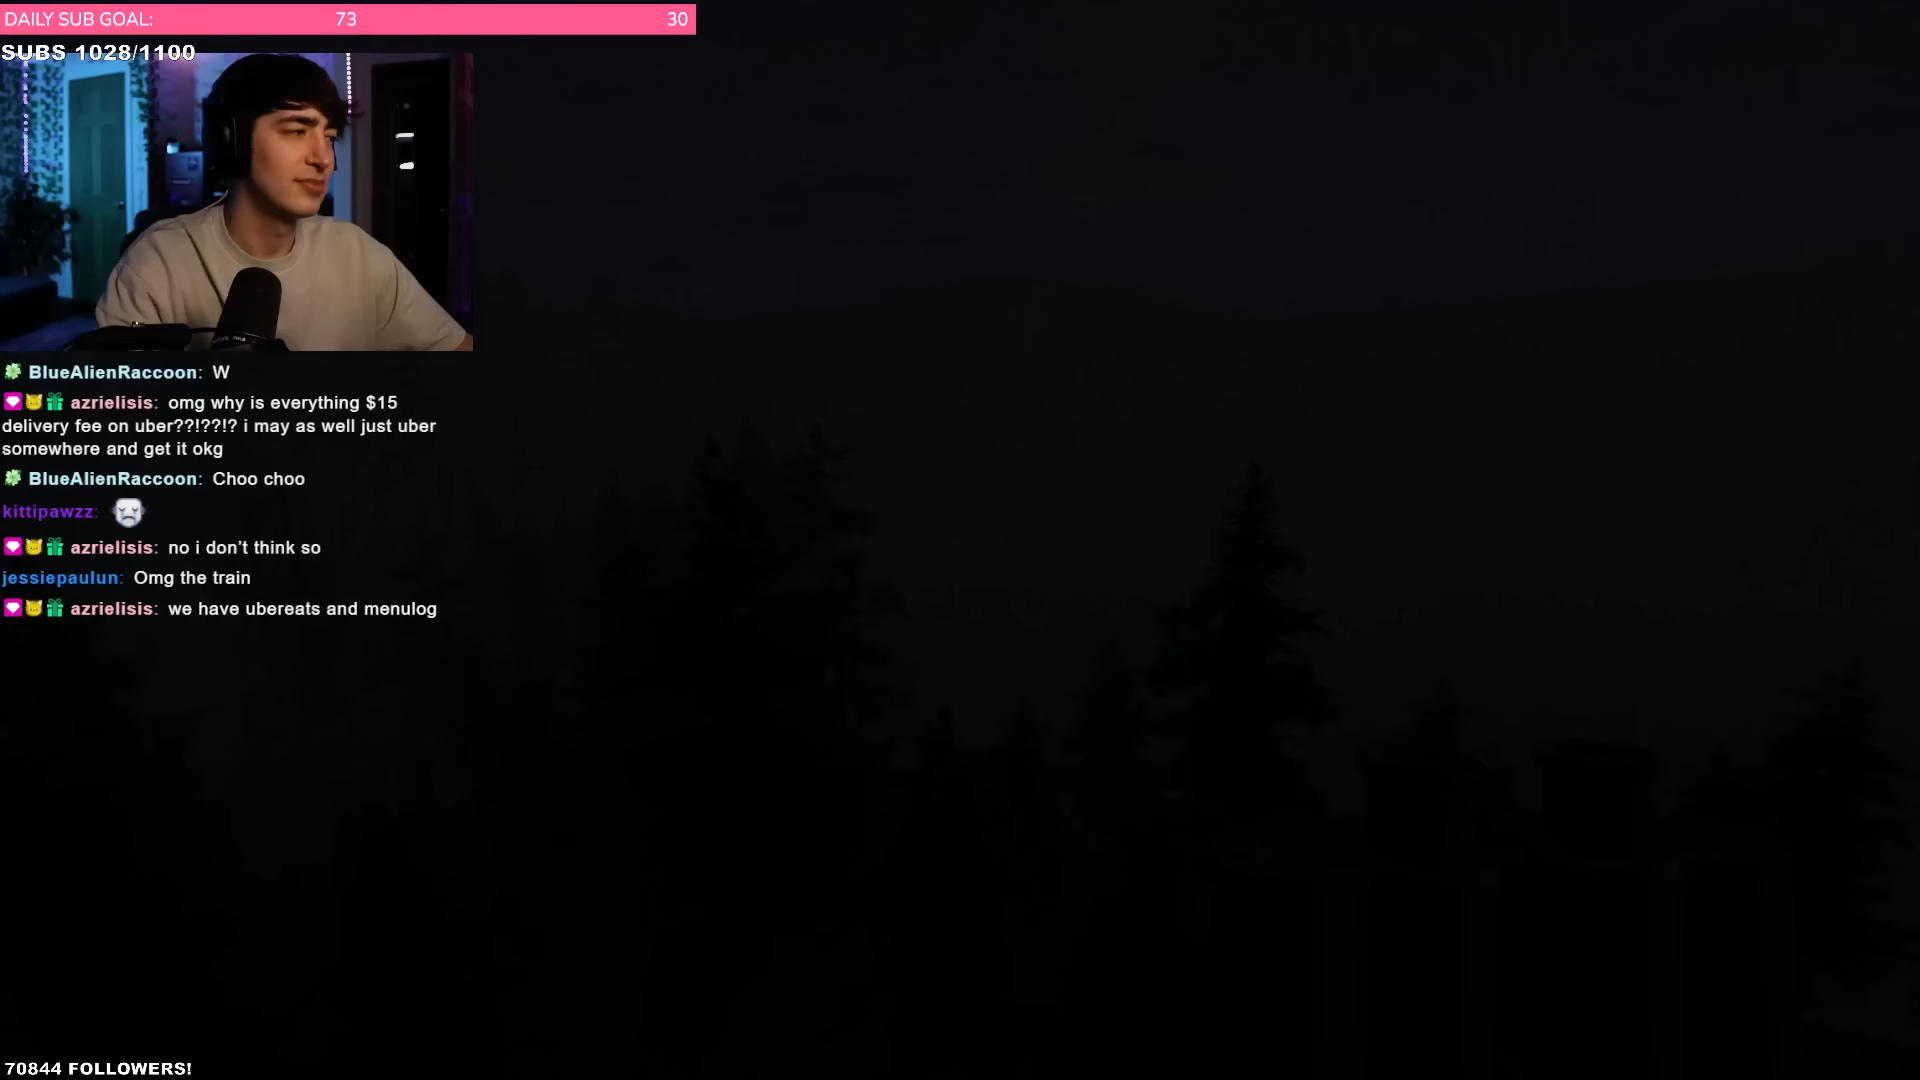 DAILY SUB GOAL: 73 30
SUBS 1028/1100
BlueAlienRaccoon: W
azrielisis: omg why is everything $15
delivery fee on uber??!??!? i may as well just uber
somewhere and get it okg
BlueAlienRaccoon: Choo choo
kittipawzz:
azrielisis: no i don't think so
jessiepaulun: Omg the train
azrielisis: we have ubereats and menulog
70844 FOLLOWERS!